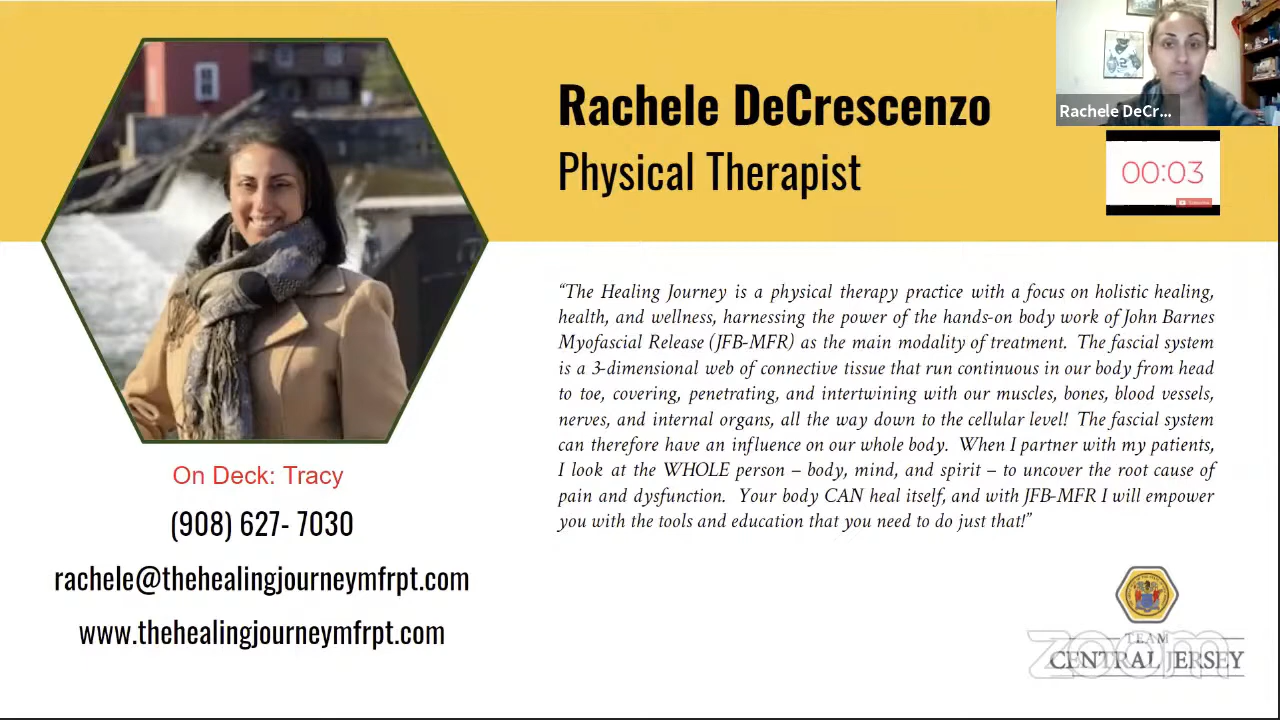 Rachele DeCrescenzo
Physical Therapist
Rachele DeCr...
00:03
“The Healing Journey is a physical therapy practice with a focus on holistic healing,
health, and wellness, harnessing the power of the hands-on body work of John Barnes
Myofascial Release (JFB-MFR) as the main modality of treatment. The fascial system
is a 3-dimensional web of connective tissue that run continuous in our body from head
to toe, covering, penetrating, and intertwining with our muscles, bones, blood vessels,
nerves, and internal organs, all the way down to the cellular level! The fascial system
can therefore have an influence on our whole body. When I partner with my patients,
I look at the WHOLE person – body, mind, and spirit – to uncover the root cause of
pain and dysfunction. Your body CAN heal itself, and with JFB-MFR I will empower
you with the tools and education that you need to do just that!”
On Deck: Tracy
(908) 627- 7030
rachele@thehealingjourneymfrpt.com
www.thehealingjourneymfrpt.com
TEAM
CENTRAL JERSEY
zoom